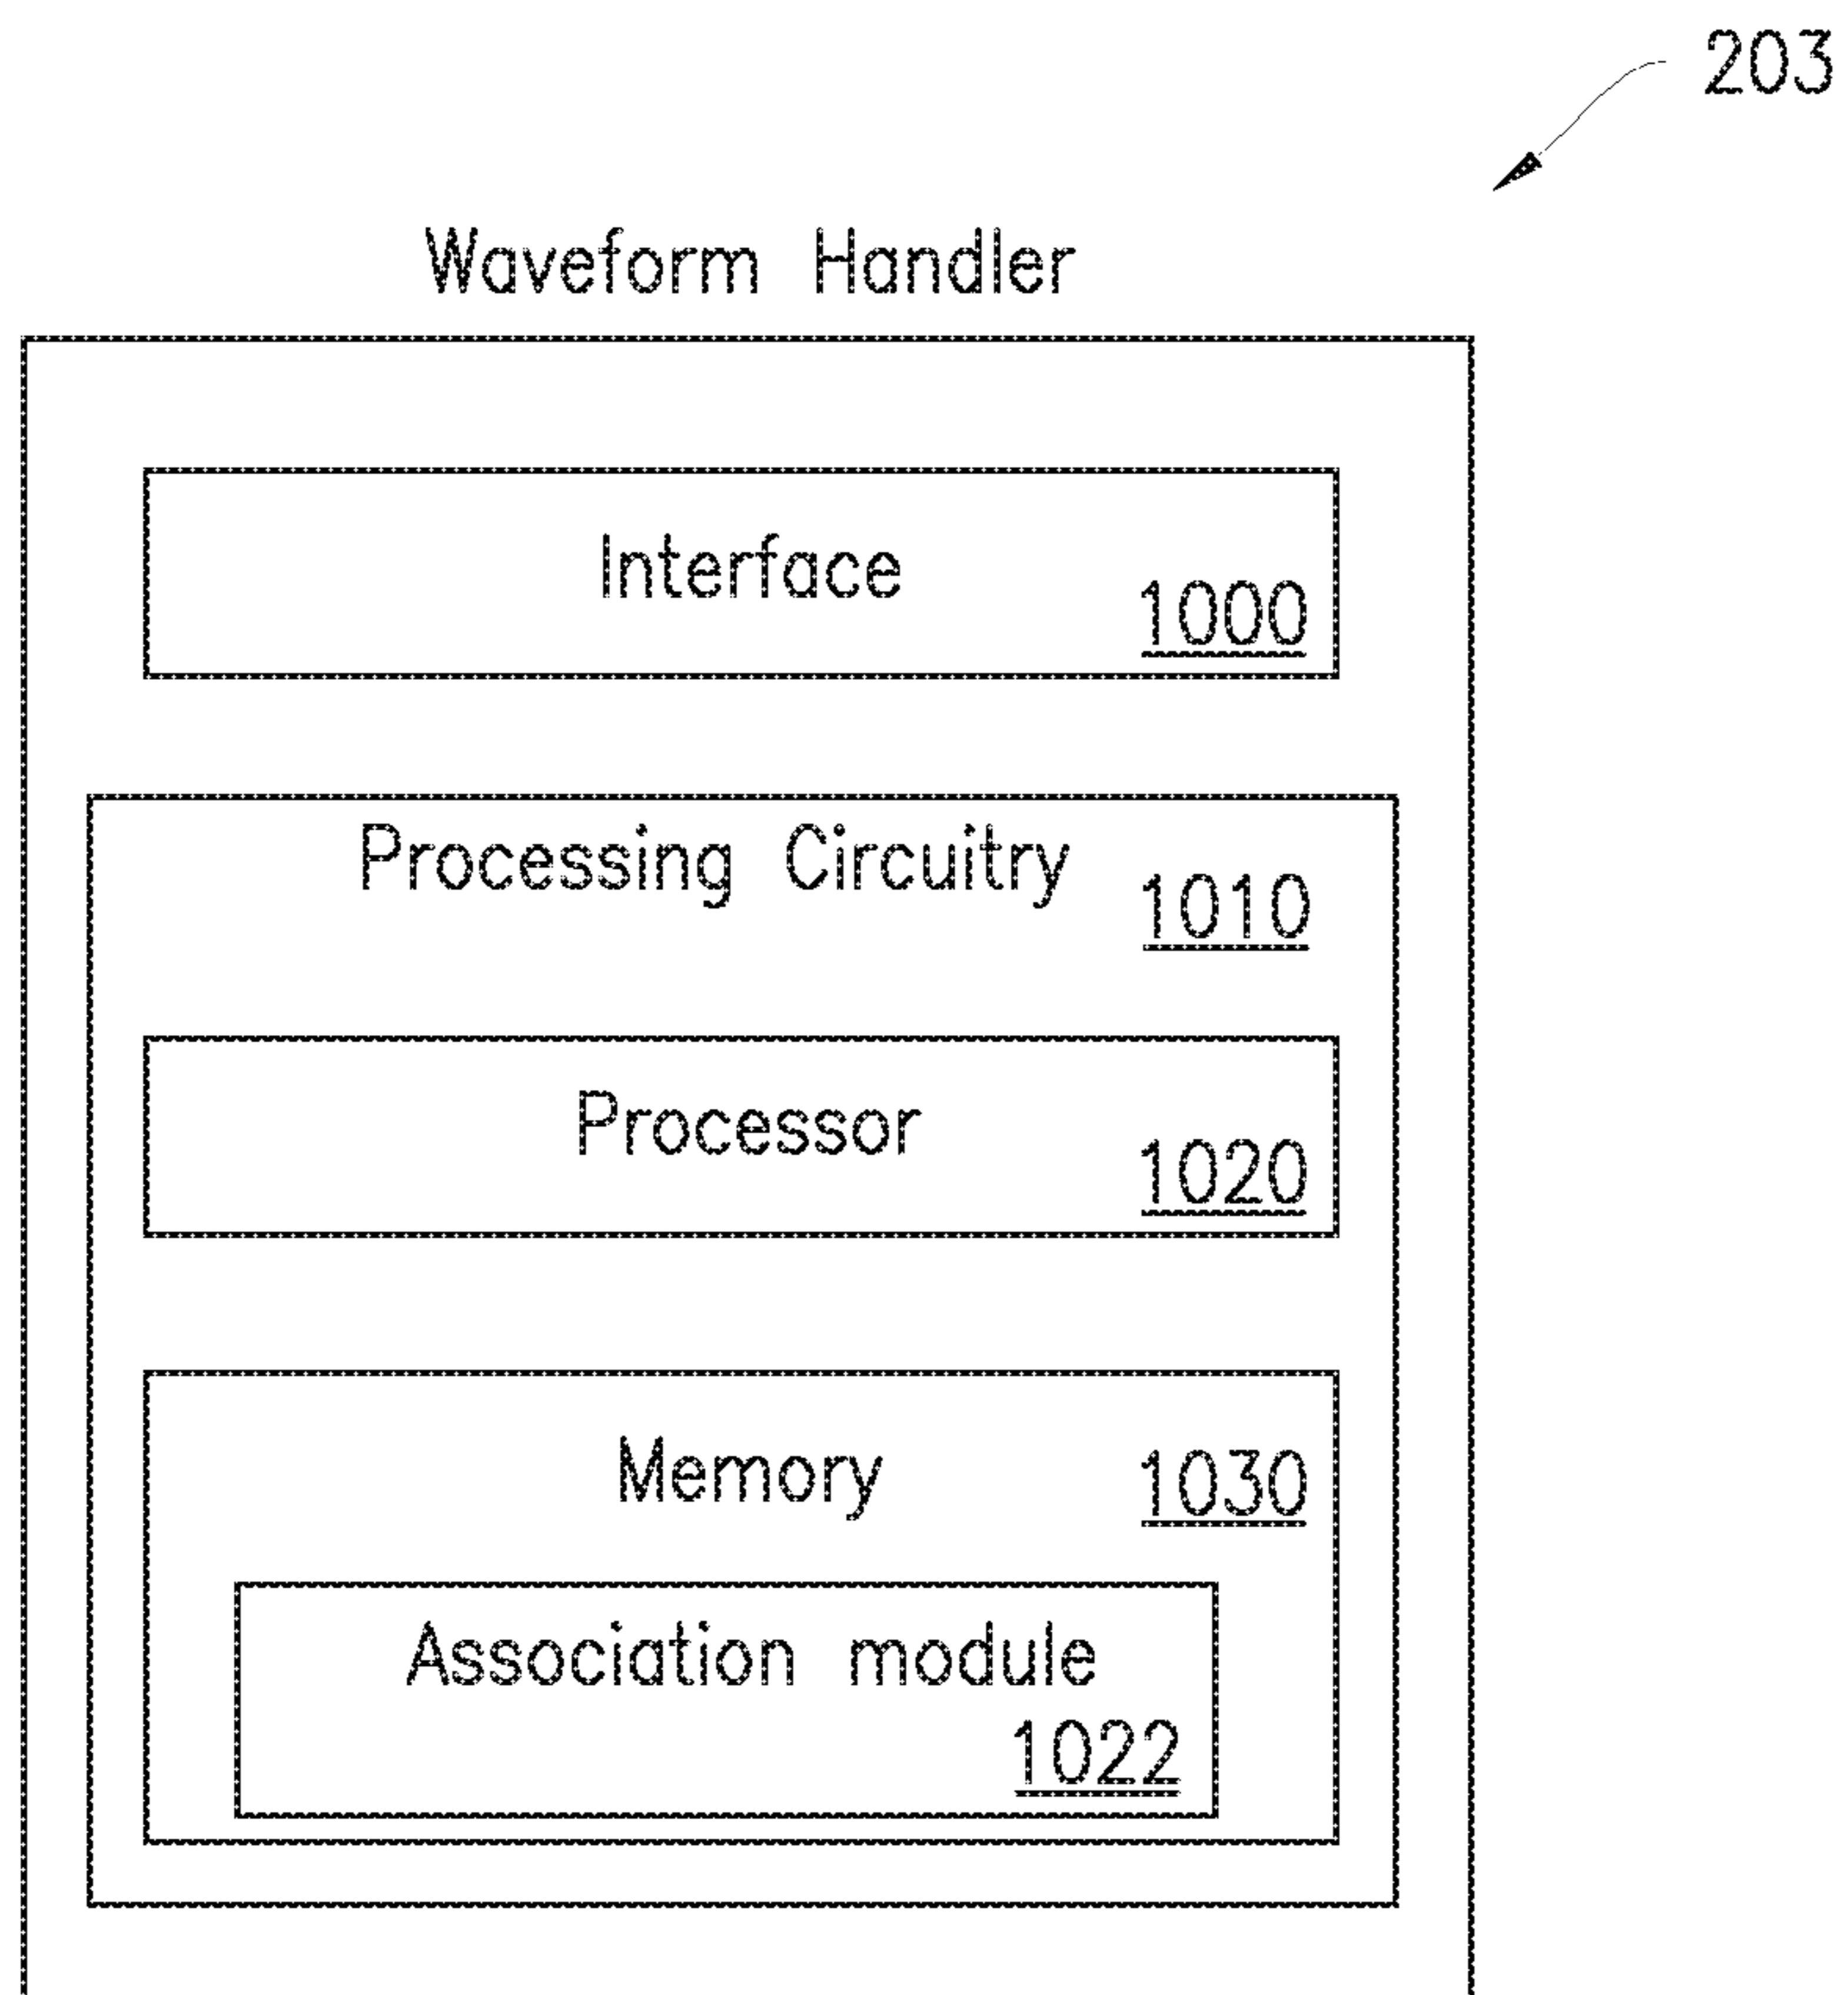 203
Waveform Handler
Interface
1000
Processing Circuitry
1010
Processor
1020
Memory
1030
Association module
1022